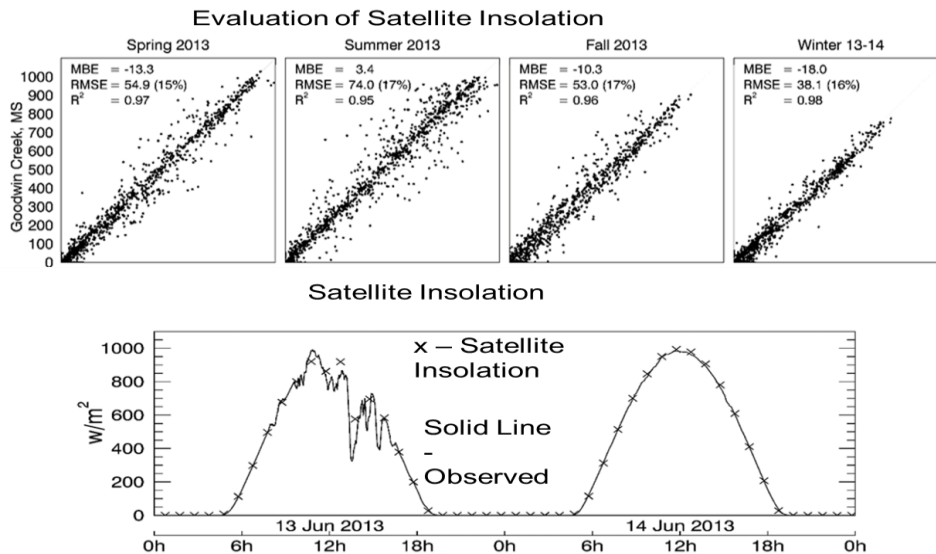 Evaluation of Satellite Insolation
Spring 2013
Summer 2013
Fall 2013
Winter 13-14
MBE = -13.3
RMSE = 54.9 (15%)
R² = 0.97
MBE = 3.4
RMSE = 74.0 (17%)
R² = 0.95
MBE = -10.3
RMSE = 53.0 (17%)
R² = 0.96
MBE = -18.0
RMSE = 38.1 (16%)
R² = 0.98
Goodwin Creek, MS
1000
900
800
700
600
500
400
300
200
100
0
Satellite Insolation
w/m²
1000
800
600
400
200
0
x – Satellite
Insolation
Solid Line
-
Observed
13 Jun 2013
14 Jun 2013
0h 6h 12h 18h 0h 6h 12h 18h 0h